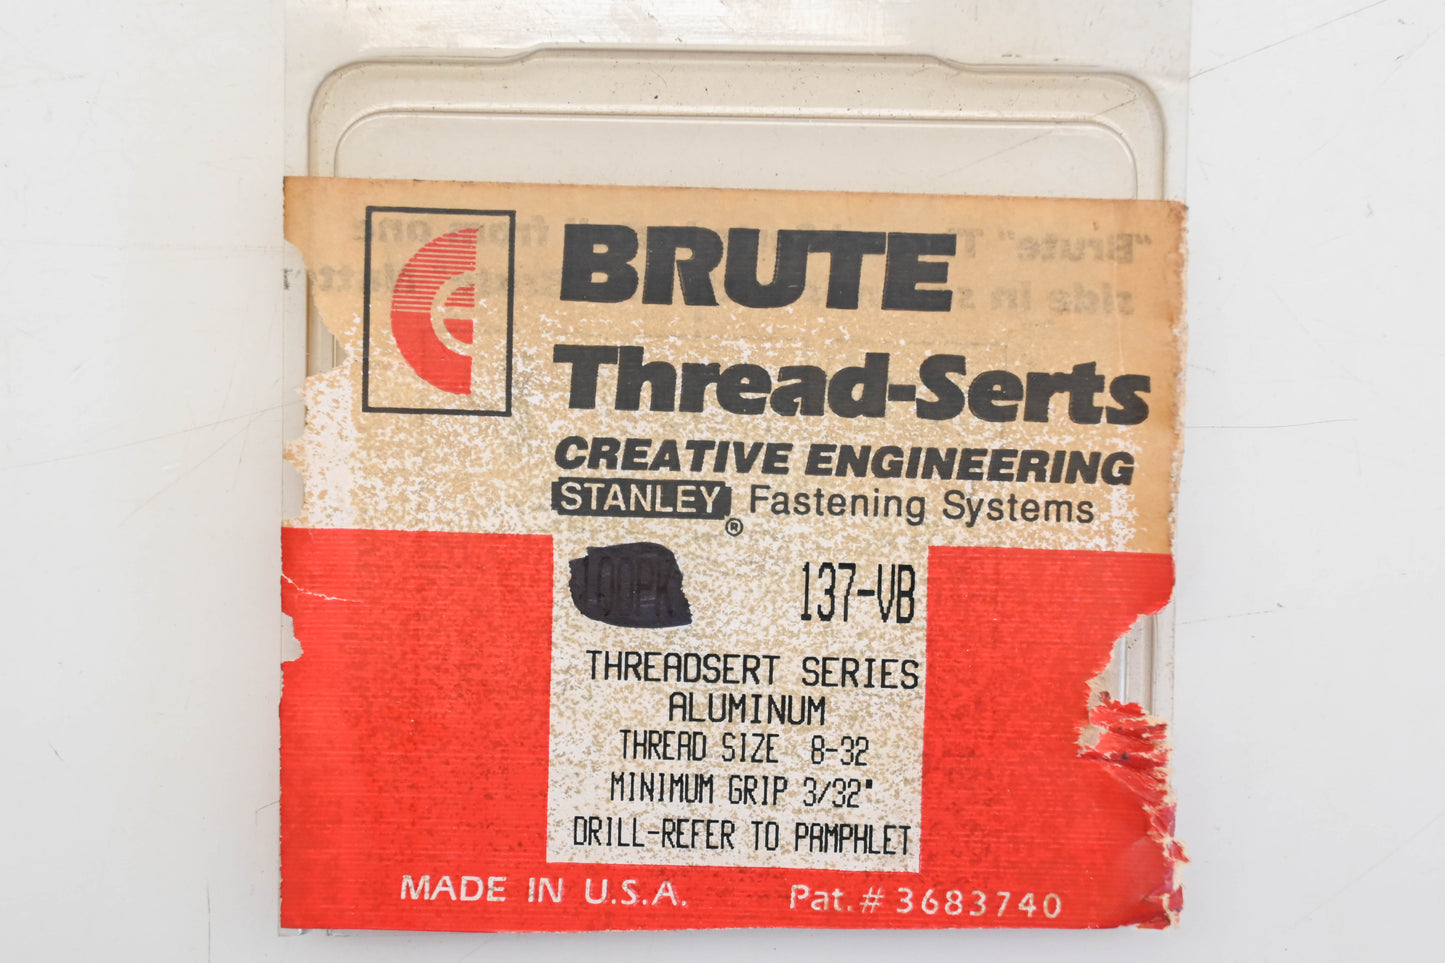 BRUTE
Thread-Serts
CREATIVE ENGINEERING
STANLEY Fastening Systems
®
100PK 137-VB
THREADSERT SERIES
ALUMINUM
THREAD SIZE 8-32
MINIMUM GRIP 3/32"
DRILL-REFER TO PAMPHLET
MADE IN U.S.A. Pat.# 3683740